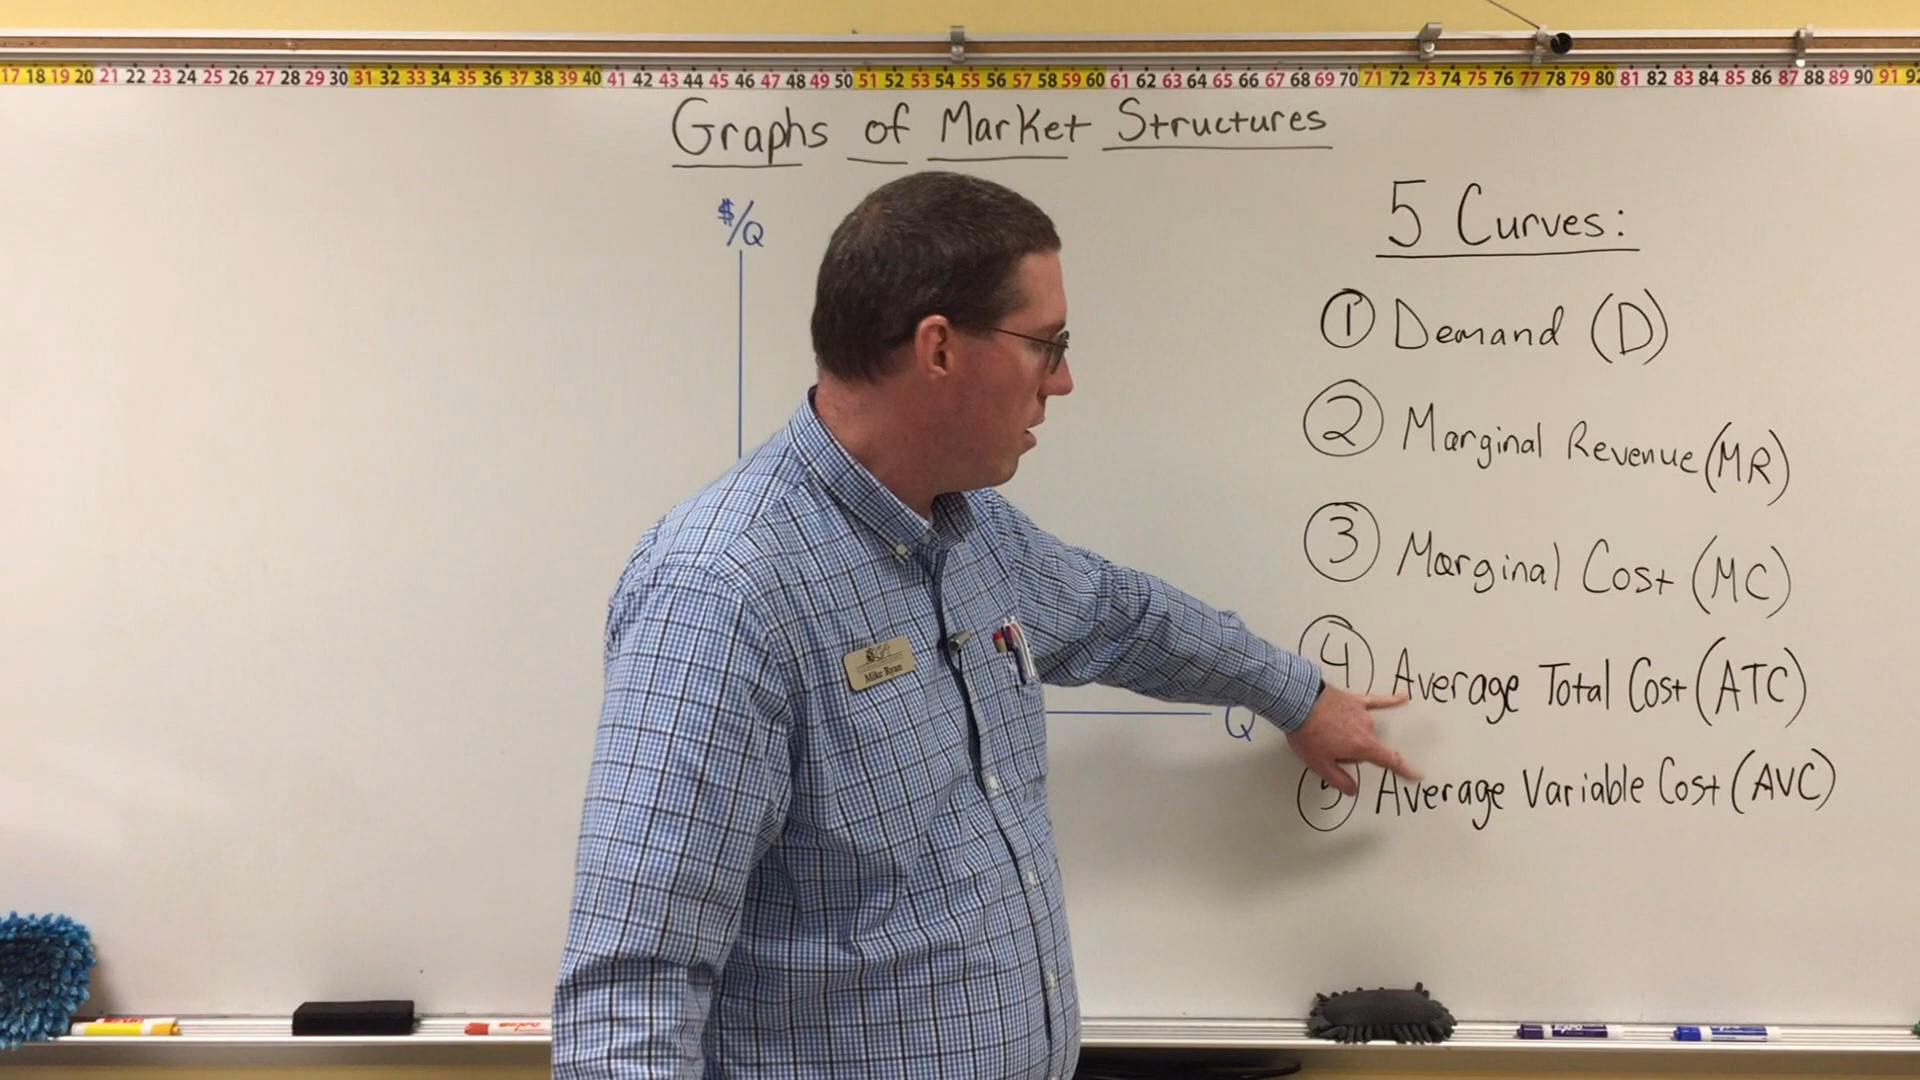 17 18 19 20 21 22 23 24 25 26 27 28 29 30 31 32 33 34 35 36 37 38 39 40 41 42 43 44 45 46 47 48 49 50 51 52 53 54 55 56 57 58 59 60 61 62 63 64 65 66 67 68 69 70 71 72 73 74 75 76 77 78 79 80 81 82 83 84 85 86 87 88 89 90 91 92
Graphs of Market Structures
$/Q
5 Curves:
1 Demand (D)
2 Marginal Revenue (MR)
3 Marginal Cost (MC)
4 Average Total Cost (ATC)
5 Average Variable Cost (AVC)
Q
Mike Ryan